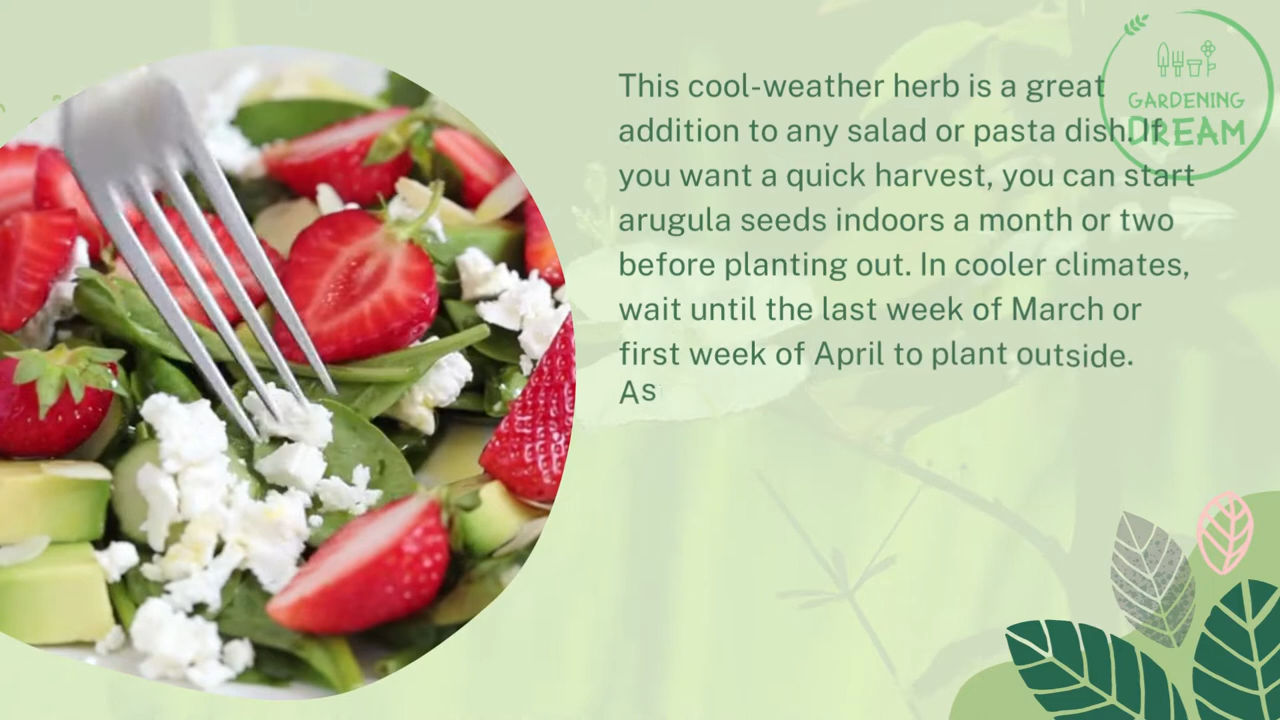 This cool-weather herb is a great
addition to any salad or pasta dish. If
you want a quick harvest, you can start
arugula seeds indoors a month or two
before planting out. In cooler climates,
wait until the last week of March or
first week of April to plant outside.
As
GARDENING
DREAM